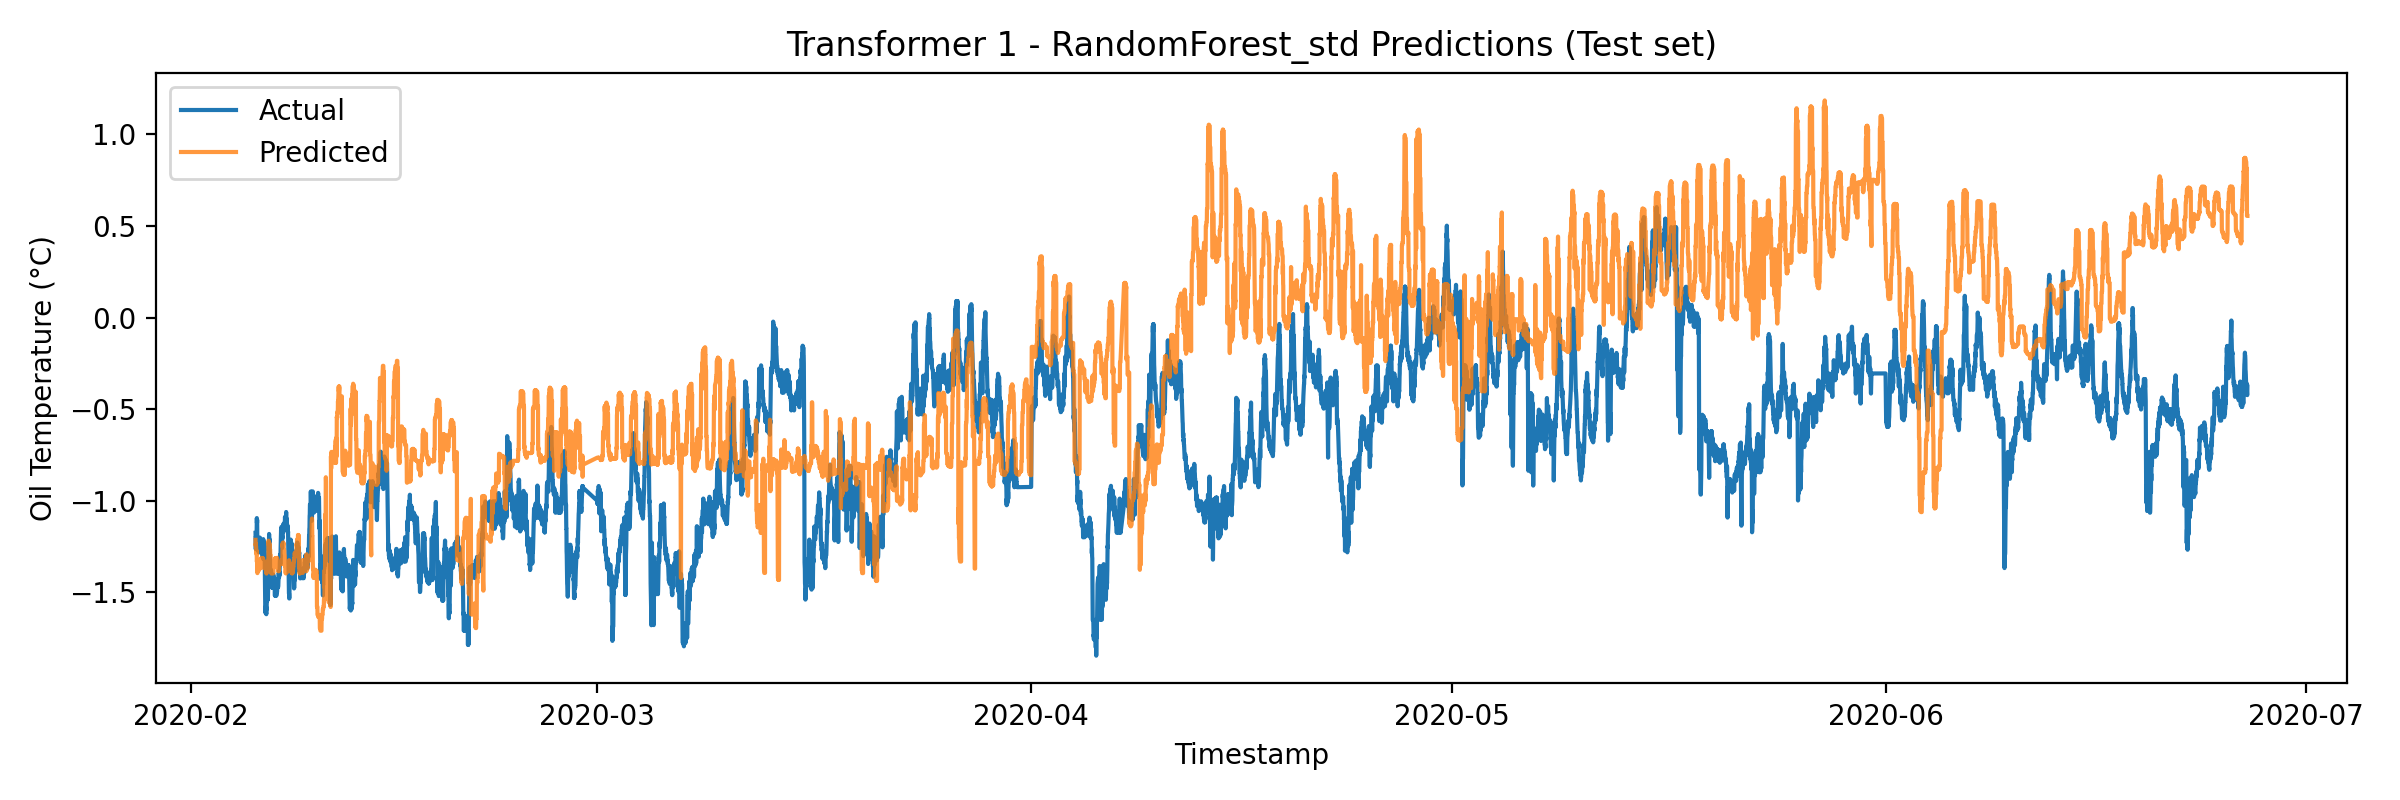 Transformer 1 - RandomForest_std Predictions (Test set)
Actual
Predicted
1.0
0.5
0.0
−0.5
−1.0
−1.5
Oil Temperature (°C)
2020-02
2020-03
2020-04
2020-05
2020-06
2020-07
Timestamp